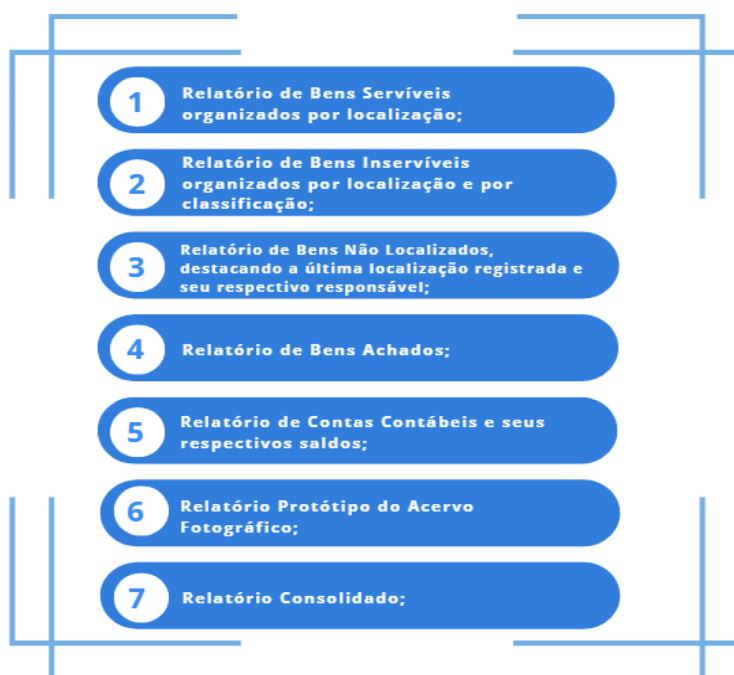 1
Relatório de Bens Servíveis
organizados por localização;
2
Relatório de Bens Inservíveis
organizados por localização e por
classificação;
3
Relatório de Bens Não Localizados,
destacando a última localização registrada e
seu respectivo responsável;
4
Relatório de Bens Achados;
5
Relatório de Contas Contábeis e seus
respectivos saldos;
6
Relatório Protótipo do Acervo
Fotográfico;
7
Relatório Consolidado;